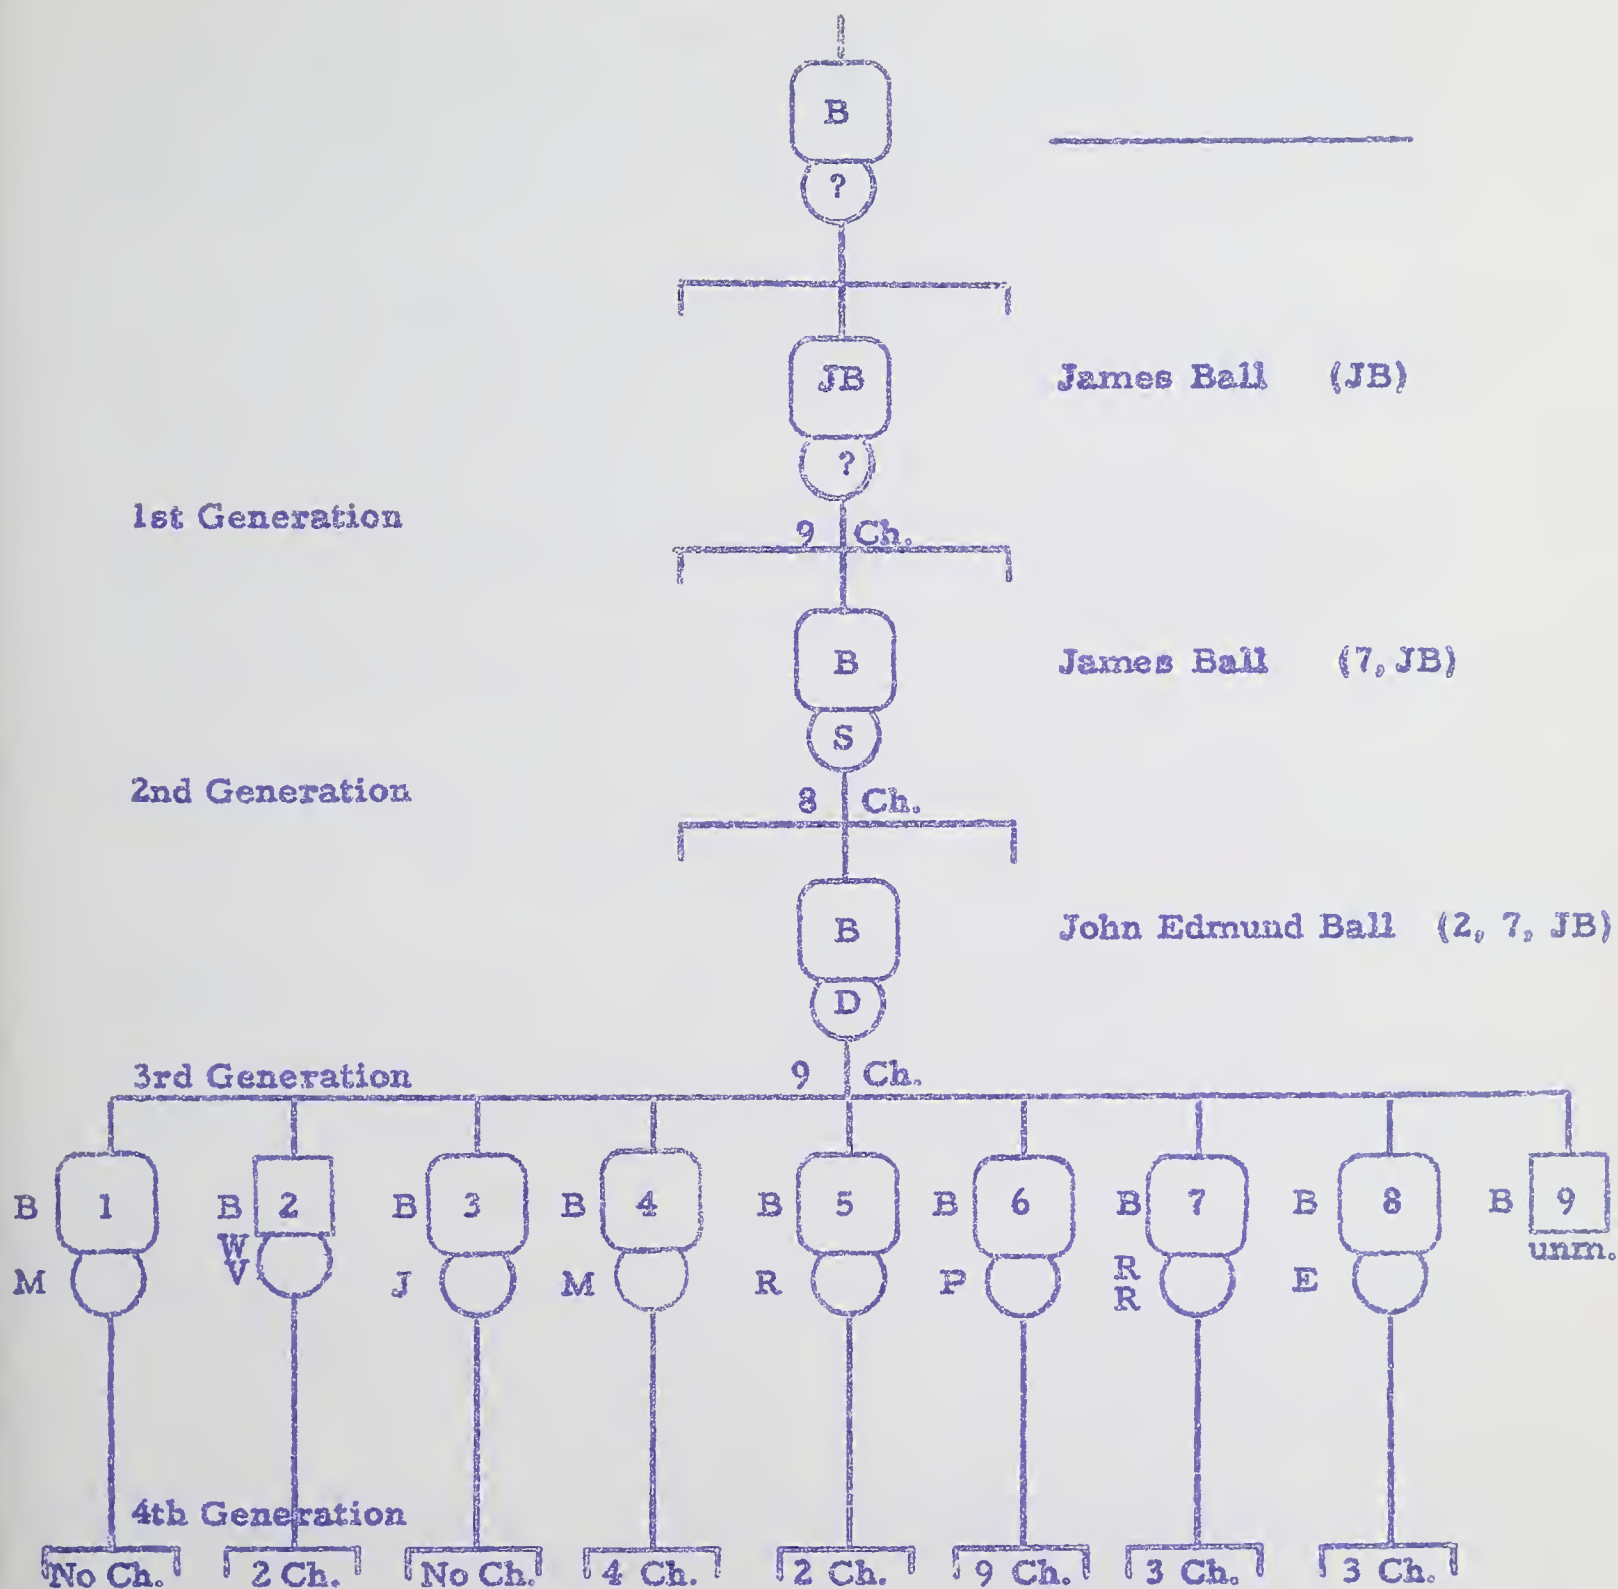 B
?
JB James Ball (JB)
?
1st Generation
9 Ch.
B James Ball (7, JB)
S
2nd Generation
8 Ch.
B John Edmund Ball (2, 7, JB)
D
3rd Generation 9 Ch.
B 1 B 2 B 3 B 4 B 5 B 6 B 7 B 8 B 9
unm.
M W V J M R P R R E
4th Generation
No Ch. 2 Ch. No Ch. 4 Ch. 2 Ch. 9 Ch. 3 Ch. 3 Ch.